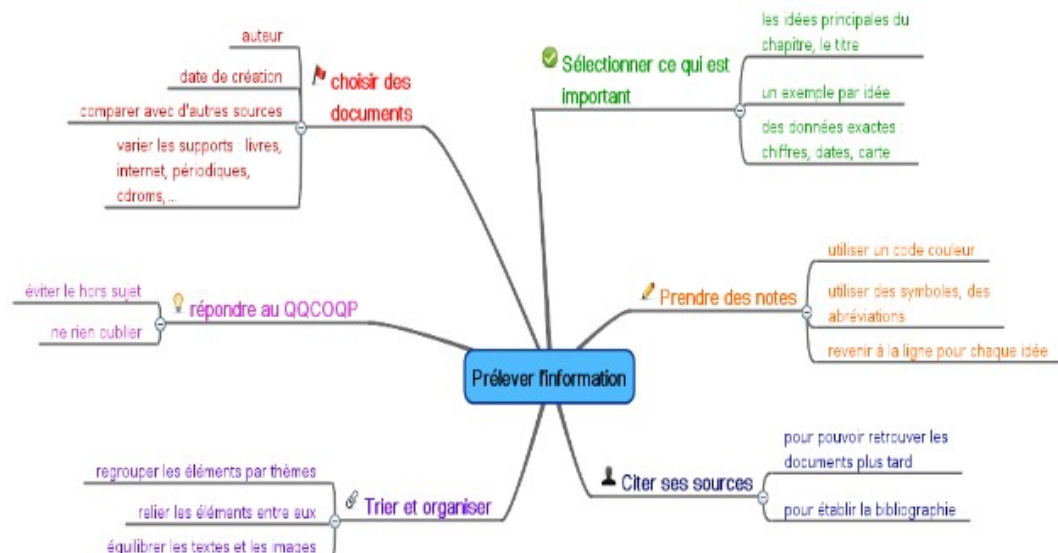 auteur
date de création
comparer avec d'autres sources
varier les supports : livres,
internet, périodiques,
cdroms,...
choisir des
documents
Sélectionner ce qui est
important
les idées principales du
chapitre, le titre
un exemple par idée
des données exactes :
chiffres, dates, carte
éviter le hors sujet
ne rien oublier
répondre au QQCOQP
Prendre des notes
utiliser un code couleur
utiliser des symboles, des
abréviations
revenir à la ligne pour chaque idée
Prélever l'information
regrouper les éléments par thèmes
relier les éléments entre eux
équilibrer les textes et les images
Trier et organiser
Citer ses sources
pour pouvoir retrouver les
documents plus tard
pour établir la bibliographie